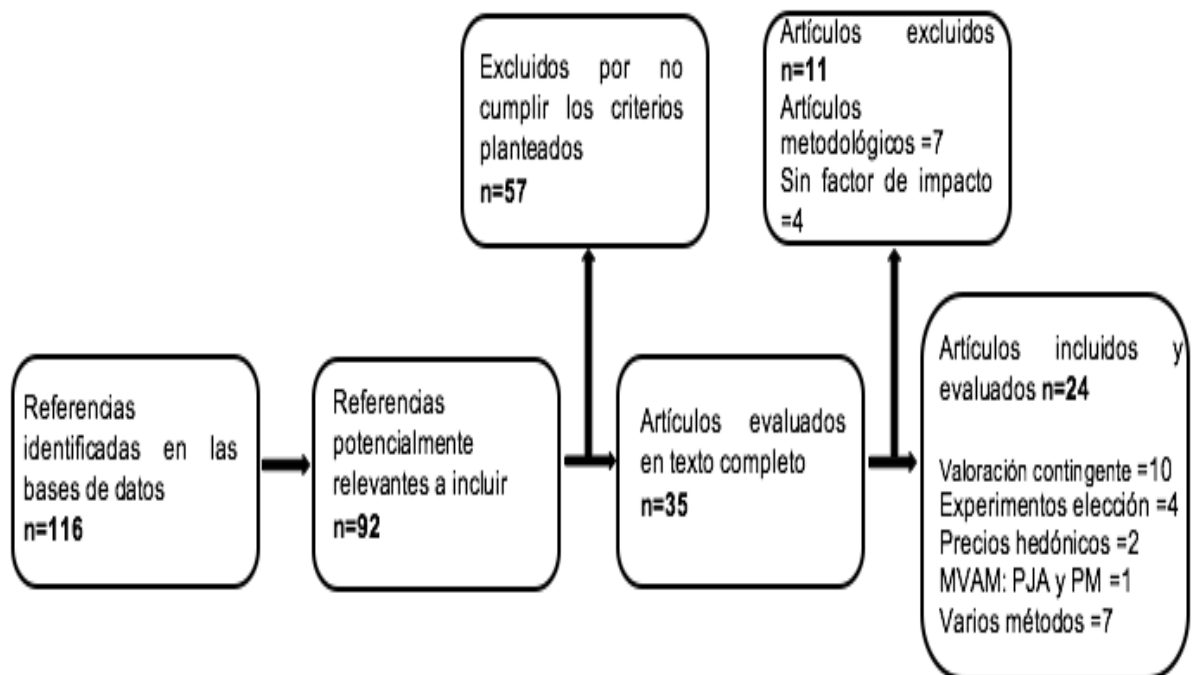 Referencias
identificadas en las
bases de datos
n=116
Referencias
potencialmente
relevantes a incluir
n=92
Excluidos por no
cumplir los criterios
planteados
n=57
Artículos evaluados
en texto completo
n=35
Artículos excluidos
n=11
Artículos
metodológicos =7
Sin factor de impacto
=4
Artículos incluidos y
evaluados n=24
Valoración contingente =10
Experimentos elección =4
Precios hedónicos =2
MVAM: PJA y PM =1
Varios métodos =7